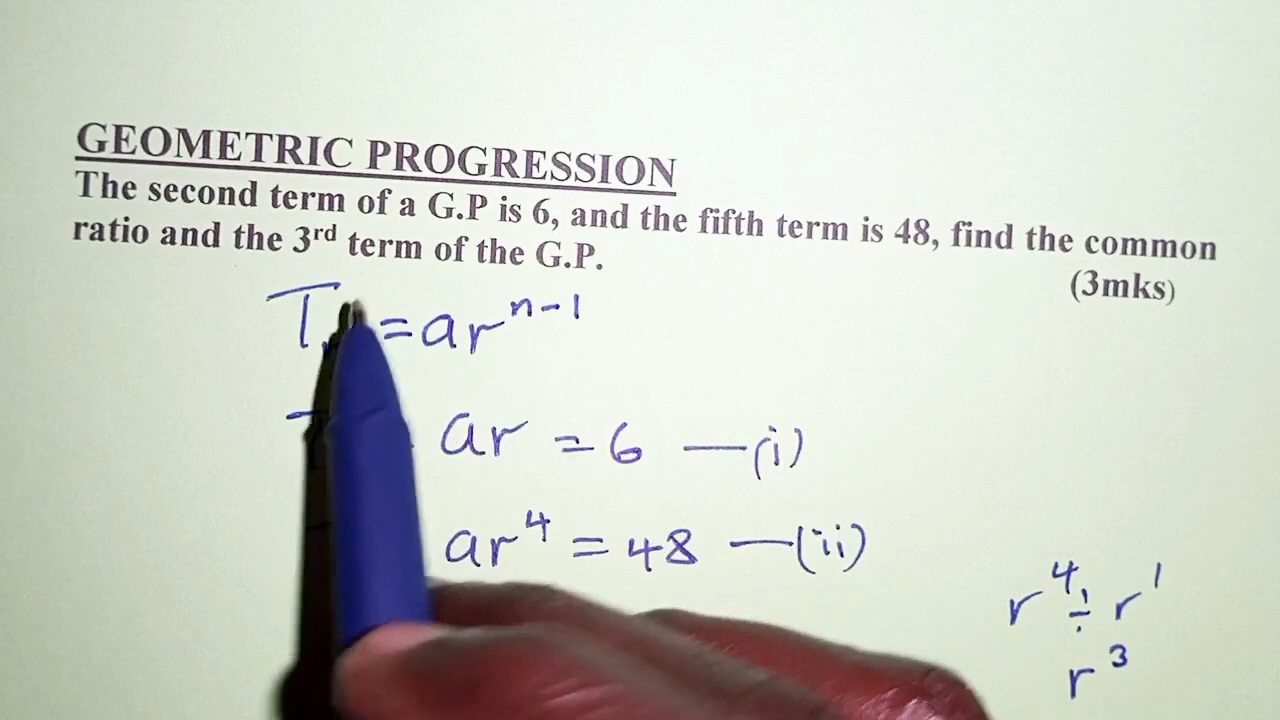 GEOMETRIC PROGRESSION
The second term of a G.P is 6, and the fifth term is 48, find the common
ratio and the 3rd term of the G.P.
(3mks)
T = ar^n-1
ar = 6 —(i)
ar^4 = 48 —(ii)
r^4 ÷ r^1
r^3